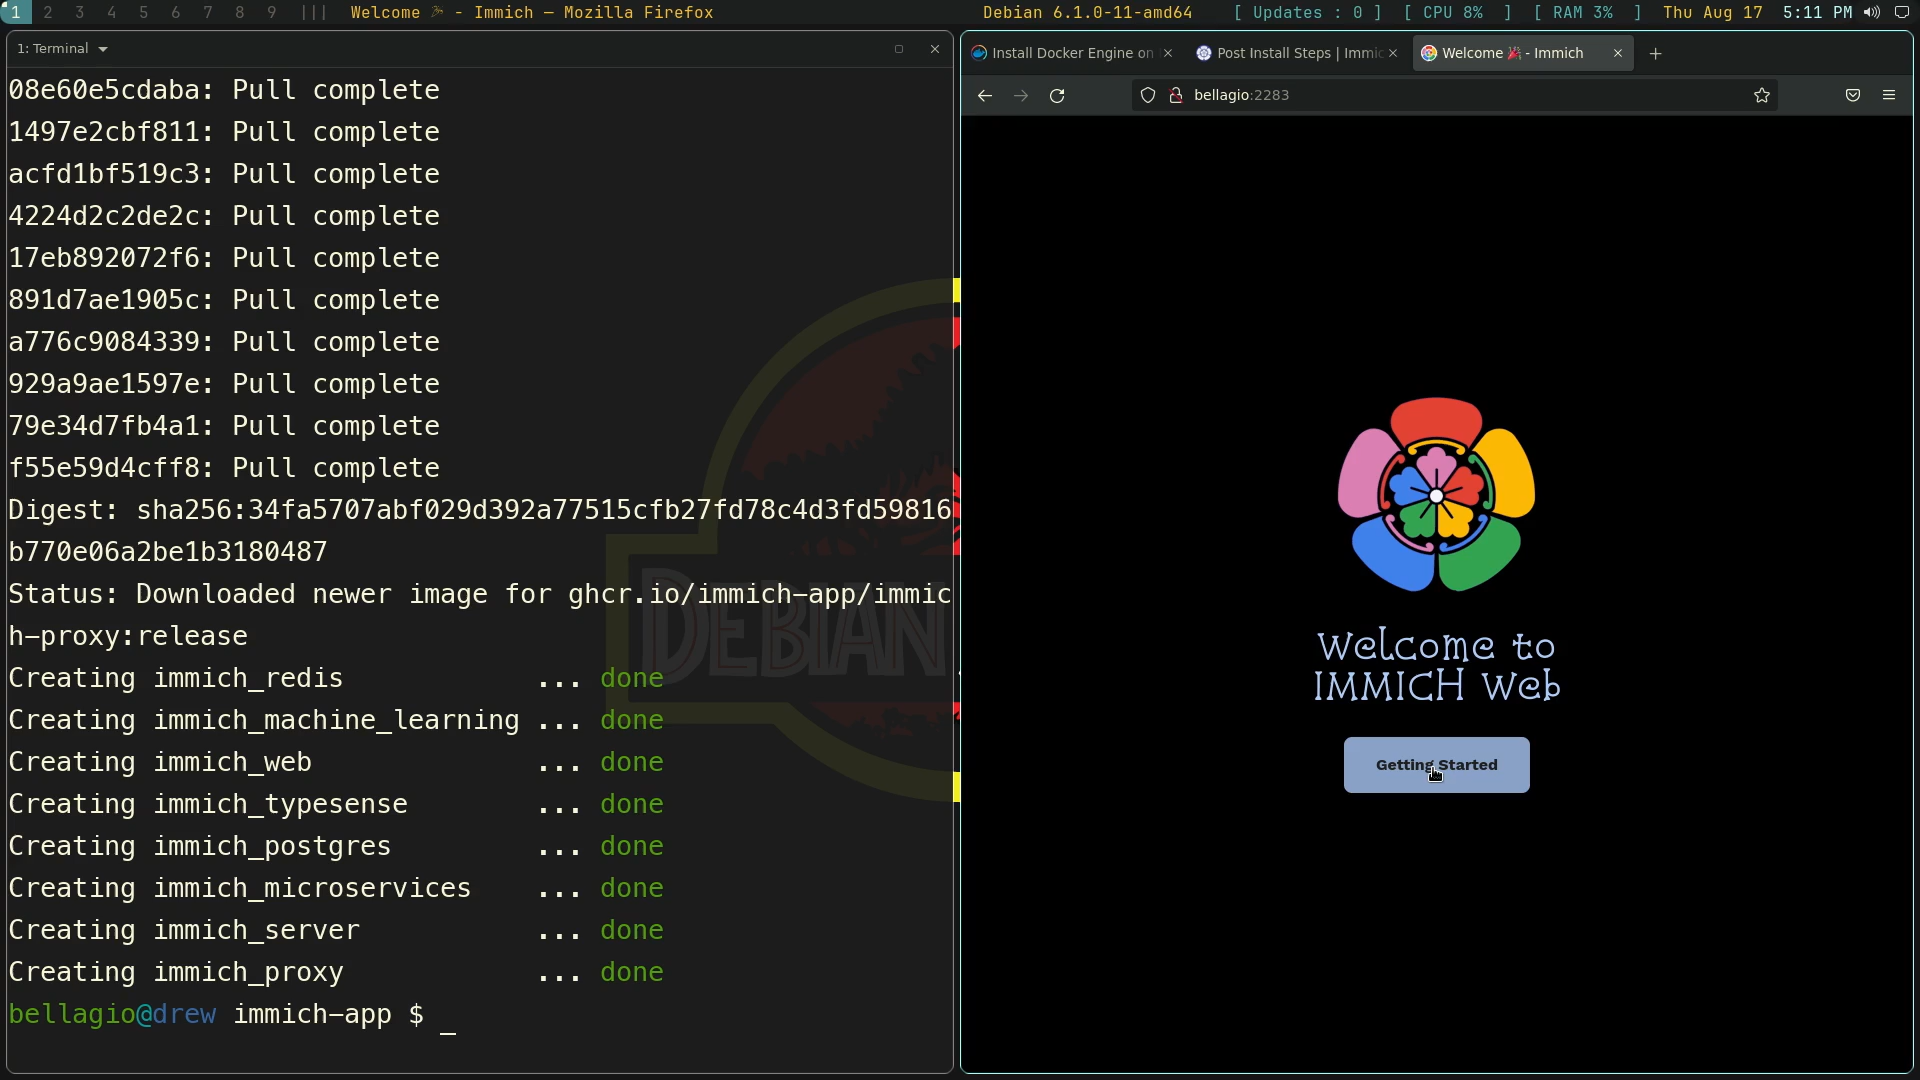 1 2 3 4 5 6 7 8 9 ||| Welcome 🎉 - Immich — Mozilla Firefox
Debian 6.1.0-11-amd64 [ Updates : 0 ] [ CPU 8% ] [ RAM 3% ] Thu Aug 17 5:11 PM
1: Terminal
08e60e5cdaba: Pull complete
1497e2cbf811: Pull complete
acfd1bf519c3: Pull complete
4224d2c2de2c: Pull complete
17eb892072f6: Pull complete
891d7ae1905c: Pull complete
a776c9084339: Pull complete
929a9ae1597e: Pull complete
79e34d7fb4a1: Pull complete
f55e59d4cff8: Pull complete
Digest: sha256:34fa5707abf029d392a77515cfb27fd78c4d3fd59816
b770e06a2be1b3180487
Status: Downloaded newer image for ghcr.io/immich-app/immic
h-proxy:release
Creating immich_redis ... done
Creating immich_machine_learning ... done
Creating immich_web ... done
Creating immich_typesense ... done
Creating immich_postgres ... done
Creating immich_microservices ... done
Creating immich_server ... done
Creating immich_proxy ... done
bellagio@drew immich-app $ _
DEBIAN
Install Docker Engine on
Post Install Steps | Immic
Welcome 🎉 - Immich
bellagio:2283
Welcome to
IMMICH Web
Getting Started